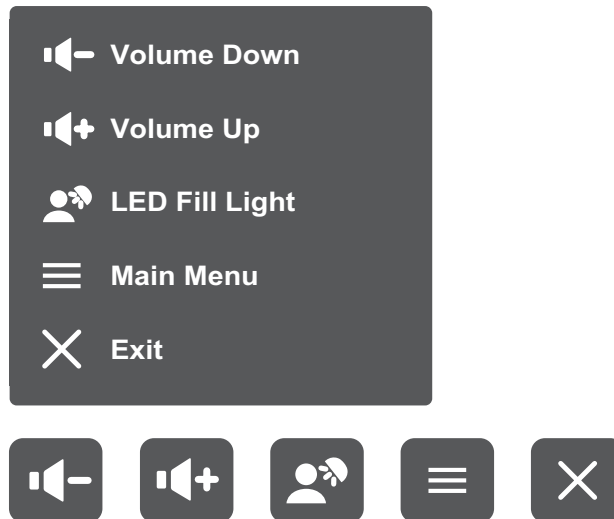 Volume Down
Volume Up
LED Fill Light
Main Menu
Exit